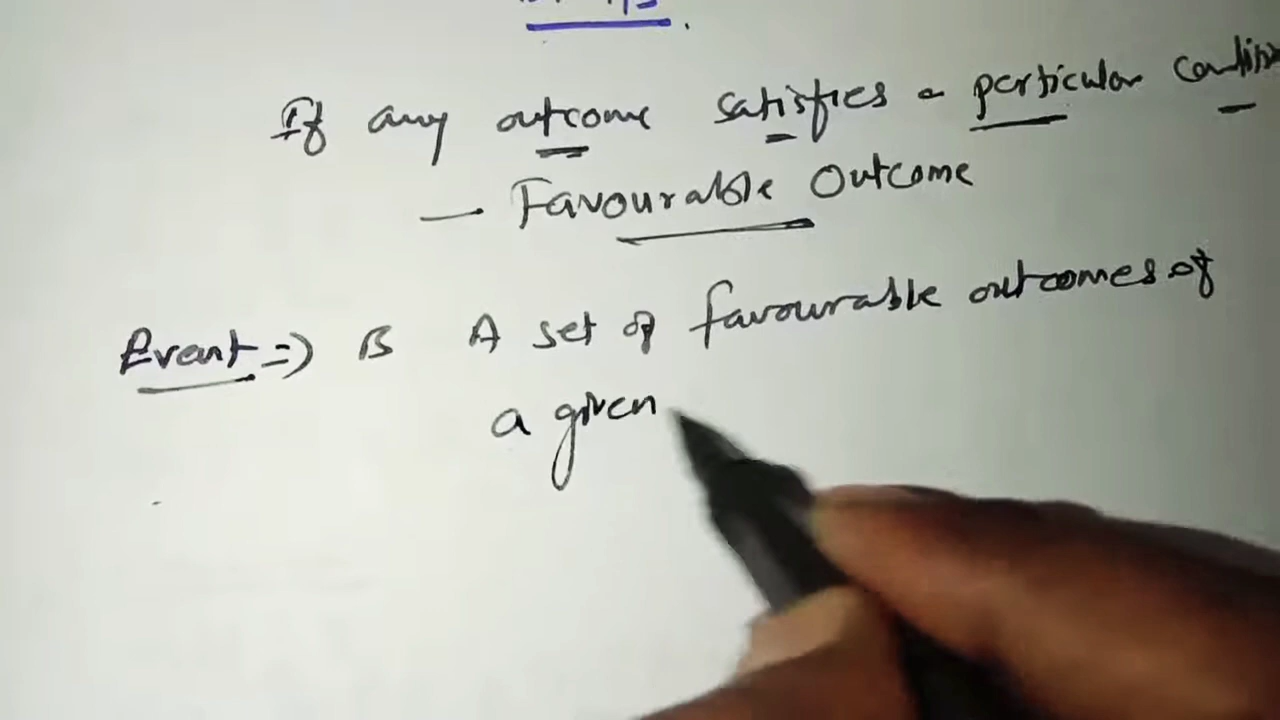 If any outcome satisfies a particular
— Favourable Outcome
Event => B A set of favourable outcomes of
a given